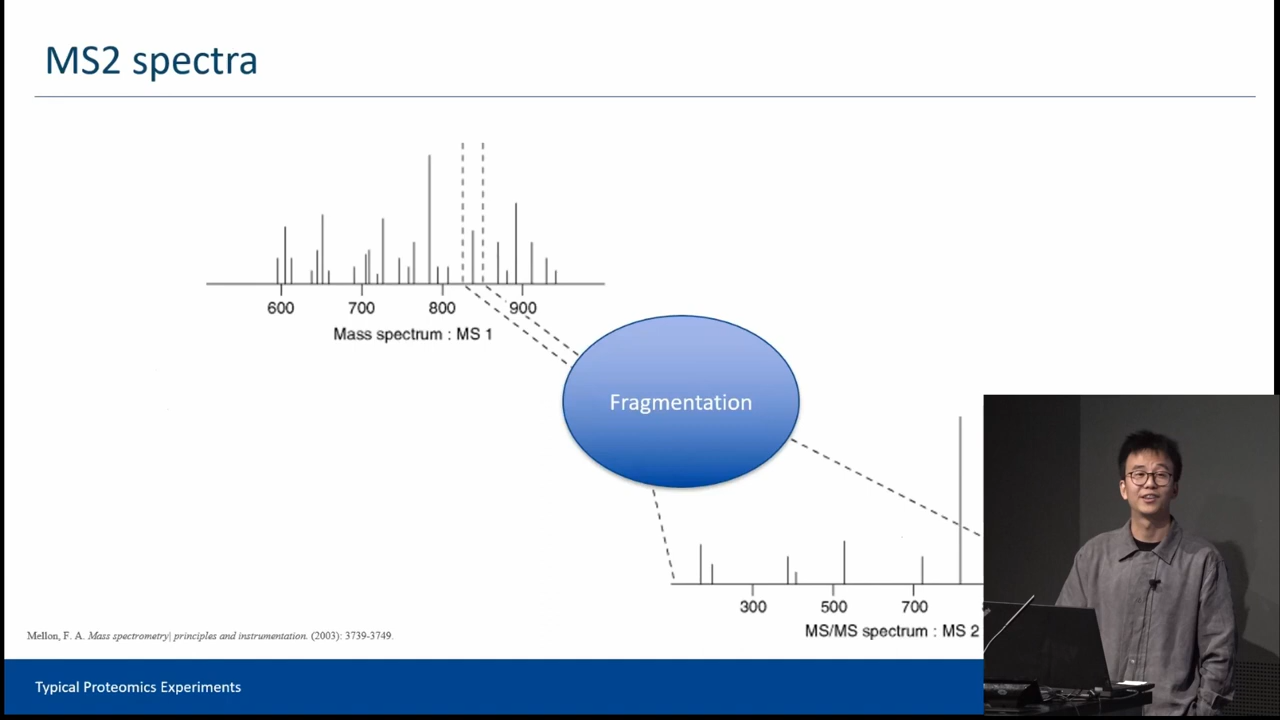 MS2 spectra
600 700 800 900
Mass spectrum : MS 1
Fragmentation
300 500 700
MS/MS spectrum : MS 2
Mellon, F. A. Mass spectrometry| principles and instrumentation. (2003): 3739-3749.
Typical Proteomics Experiments